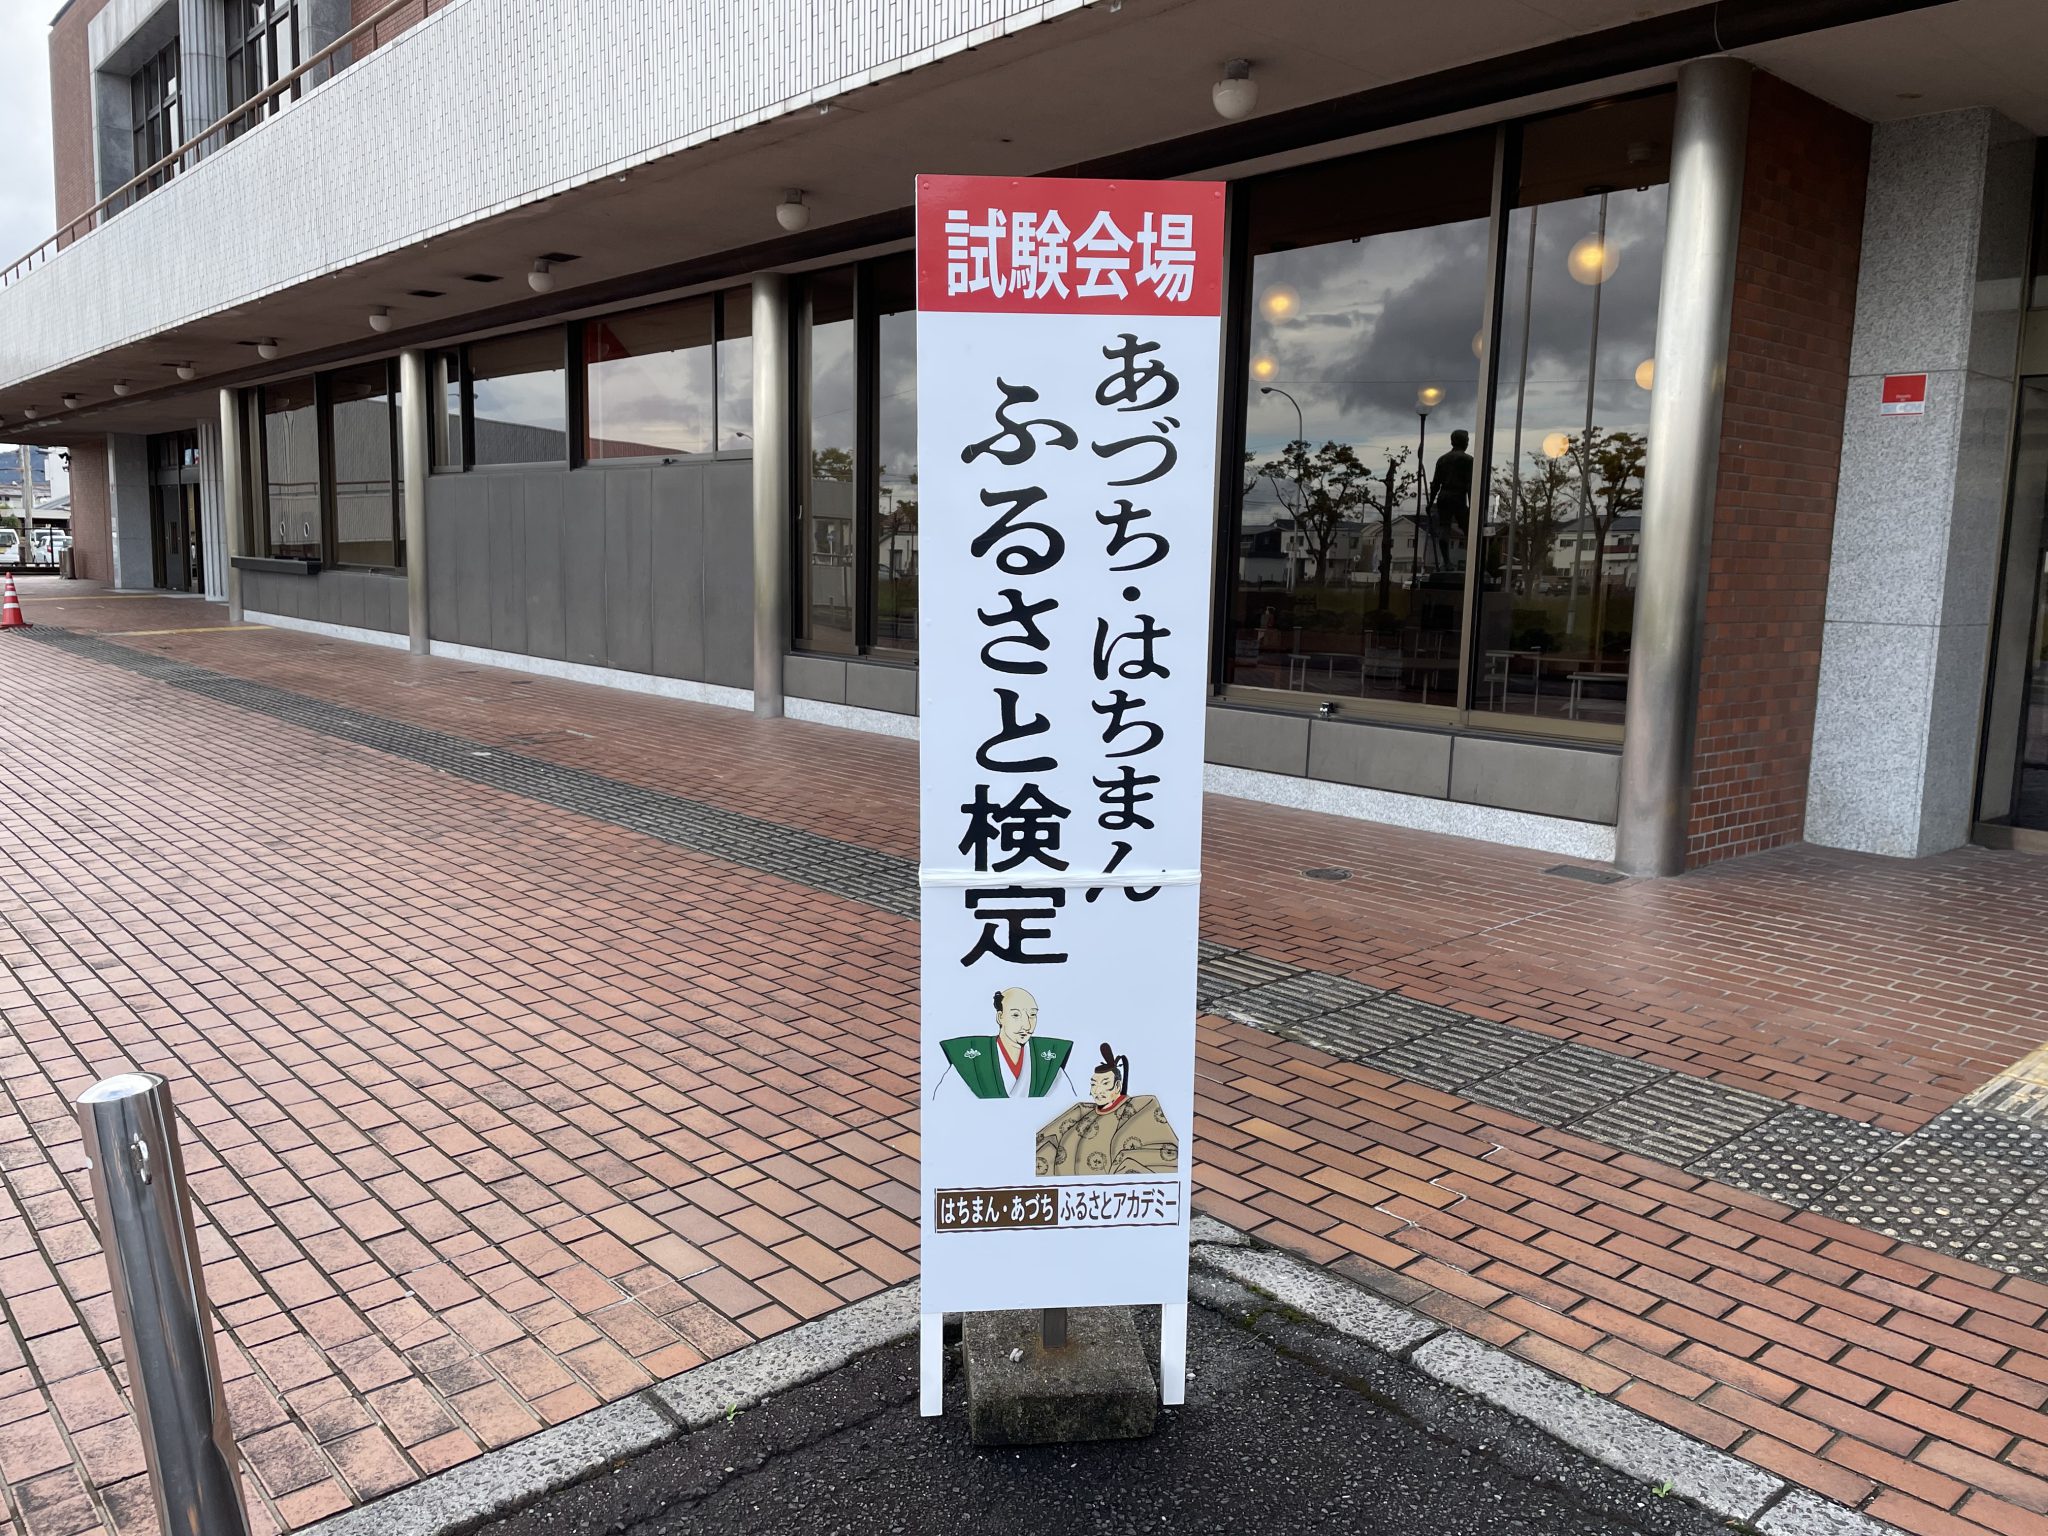 試験会場
あづち・はちまん
ふるさと検定
はちまん・あづち ふるさとアカデミー